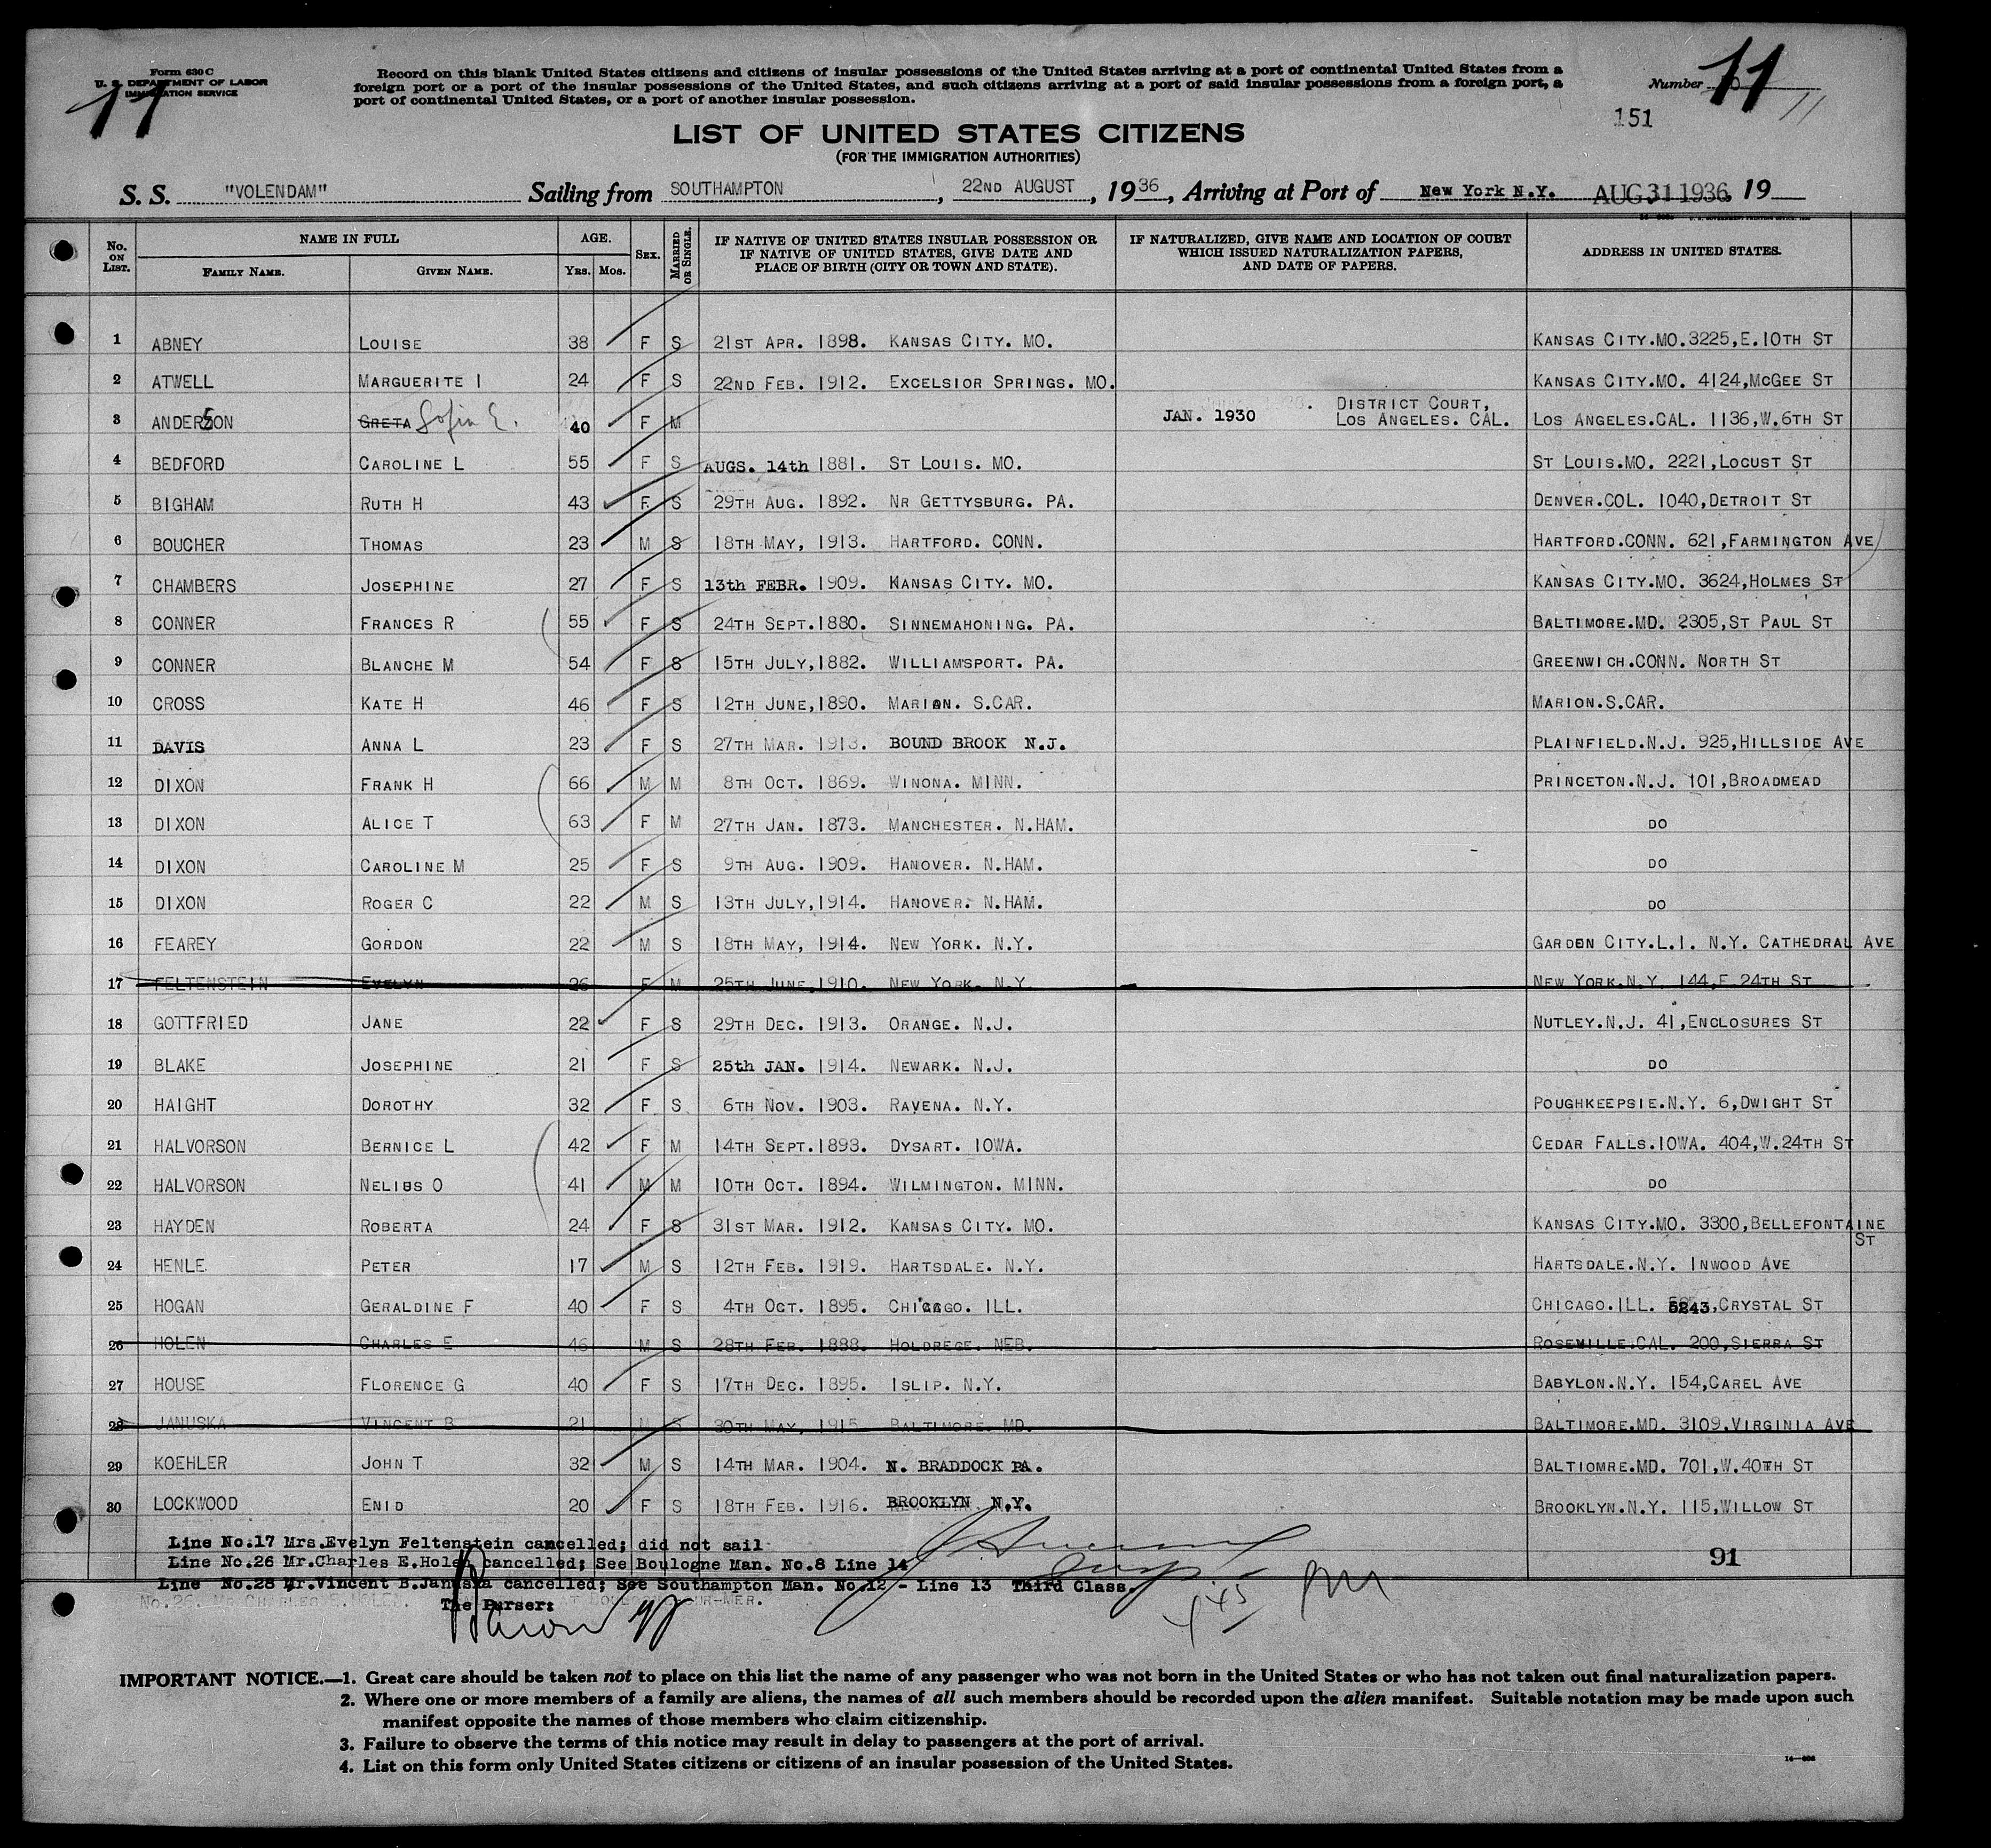 Form 630 C
U. S. DEPARTMENT OF LABOR
IMMIGRATION SERVICE
11
Record on this blank United States citizens and citizens of insular possessions of the United States arriving at a port of continental United States from a
foreign port or a port of the insular possessions of the United States, and such citizens arriving at a port of said insular possessions from a foreign port, a
port of continental United States, or a port of another insular possession.
Number 11
11
151
LIST OF UNITED STATES CITIZENS
(FOR THE IMMIGRATION AUTHORITIES)
S. S. "VOLENDAM" Sailing from SOUTHAMPTON, 22ND AUGUST, 1936, Arriving at Port of New York N.Y. AUG 31 1936, 19
No. ON LIST. NAME IN FULL FAMILY NAME. GIVEN NAME. AGE. YRS. MOS. SEX. MARRIED OR SINGLE. IF NATIVE OF UNITED STATES INSULAR POSSESSION OR IF NATIVE OF UNITED STATES, GIVE DATE AND PLACE OF BIRTH (CITY OR TOWN AND STATE). IF NATURALIZED, GIVE NAME AND LOCATION OF COURT WHICH ISSUED NATURALIZATION PAPERS, AND DATE OF PAPERS. ADDRESS IN UNITED STATES.
1 ABNEY LOUISE 38 F S 21ST APR. 1898. KANSAS CITY. MO. KANSAS CITY.MO. 3225,E.10TH ST
2 ATWELL MARGUERITE I 24 F S 22ND FEB. 1912. EXCELSIOR SPRINGS. MO. KANSAS CITY.MO. 4124,MCGEE ST
3 ANDERSON GRETA Sofia E. 40 F M JAN. 1930 DISTRICT COURT, LOS ANGELES. CAL. LOS ANGELES.CAL. 1136,W.6TH ST
4 BEDFORD CAROLINE L 55 F S AUGS. 14th 1881. ST LOUIS. MO. ST LOUIS.MO. 2221,LOCUST ST
5 BIGHAM RUTH H 43 F S 29TH AUG. 1892. NR GETTYSBURG. PA. DENVER.COL. 1040,DETROIT ST
6 BOUCHER THOMAS 23 M S 18TH MAY, 1913. HARTFORD. CONN. HARTFORD.CONN. 621,FARMINGTON AVE
7 CHAMBERS JOSEPHINE 27 F S 13th FEBR. 1909. KANSAS CITY. MO. KANSAS CITY.MO. 3624,HOLMES ST
8 CONNER FRANCES R 55 F S 24TH SEPT.1880. SINNEMAHONING. PA. BALTIMORE.MD. 2305,ST PAUL ST
9 CONNER BLANCHE M 54 F S 15TH JULY,1882. WILLIAMSPORT. PA. GREENWICH.CONN. NORTH ST
10 CROSS KATE H 46 F S 12TH JUNE,1890. MARION. S.CAR. MARION.S.CAR.
11 DAVIS ANNA L 23 F S 27TH MAR. 1913. BOUND BROOK N.J. PLAINFIELD.N.J. 925,HILLSIDE AVE
12 DIXON FRANK H 66 M M 8TH OCT. 1869. WINONA. MINN. PRINCETON.N.J. 101,BROADMEAD
13 DIXON ALICE T 63 F M 27TH JAN. 1873. MANCHESTER. N.HAM. DO
14 DIXON CAROLINE M 25 F S 9TH AUG. 1909. HANOVER. N.HAM. DO
15 DIXON ROGER C 22 M S 13TH JULY,1914. HANOVER. N.HAM. DO
16 FEAREY GORDON 22 M S 18TH MAY, 1914. NEW YORK. N.Y. GARDEN CITY.L.I. N.Y. CATHEDRAL AVE
17 FELTENSTEIN EVELYN 26 F M 25TH JUNE 1910. NEW YORK. N.Y. NEW YORK.N.Y. 144,E.24TH ST
18 GOTTFRIED JANE 22 F S 29TH DEC. 1913. ORANGE. N.J. NUTLEY.N.J. 41,ENCLOSURES ST
19 BLAKE JOSEPHINE 21 F S 25th JAN. 1914. NEWARK. N.J. DO
20 HAIGHT DOROTHY 32 F S 6TH NOV. 1903. RAVENA. N.Y. POUGHKEEPSIE.N.Y. 6,DWIGHT ST
21 HALVORSON BERNICE L 42 F M 14TH SEPT.1893. DYSART. IOWA. CEDAR FALLS.IOWA. 404,W.24TH ST
22 HALVORSON NELIUS O 41 M M 10TH OCT. 1894. WILMINGTON. MINN. DO
23 HAYDEN ROBERTA 24 F S 31ST MAR. 1912. KANSAS CITY. MO. KANSAS CITY.MO. 3300,BELLEFONTAINE ST
24 HENLE PETER 17 M S 12TH FEB. 1919. HARTSDALE. N.Y. HARTSDALE.N.Y. INWOOD AVE
25 HOGAN GERALDINE F 40 F S 4TH OCT. 1895. CHICAGO. ILL. CHICAGO.ILL. 5243,CRYSTAL ST
26 HOLEN CHARLES E 46 M S 28TH FEB. 1888. HOLDREGE. NEB. ROSEVILLE.CAL. 200,SIERRA ST
27 HOUSE FLORENCE G 40 F S 17TH DEC. 1895. ISLIP. N.Y. BABYLON.N.Y. 154,CAREL AVE
28 JANUSKA VINCENT B 21 M S 30TH MAY, 1915 BALTIMORE. MD. BALTIMORE.MD. 3109,VIRGINIA AVE
29 KOEHLER JOHN T 32 M S 14TH MAR. 1904. N. BRADDOCK PA. BALTIOMRE.MD. 701,W.40TH ST
30 LOCKWOOD ENID 20 F S 18TH FEB. 1916. BROOKLYN N.Y. BROOKLYN.N.Y. 115,WILLOW ST
Line No.17 Mrs.Evelyn Feltenstein cancelled; did not sail
Line No.26 Mr.Charles E.Holen cancelled; See Boulogne Man. No.8 Line 14
91
Line No.28 Mr.Vincent B.Januska cancelled; See Southampton Man. No.12 - Line 13 Third Class.
No.26. MR CHARLES E.HOLEN.
The Purser:
445 PM
IMPORTANT NOTICE.—1. Great care should be taken not to place on this list the name of any passenger who was not born in the United States or who has not taken out final naturalization papers.
2. Where one or more members of a family are aliens, the names of all such members should be recorded upon the alien manifest. Suitable notation may be made upon such
manifest opposite the names of those members who claim citizenship.
3. Failure to observe the terms of this notice may result in delay to passengers at the port of arrival.
4. List on this form only United States citizens or citizens of an insular possession of the United States.